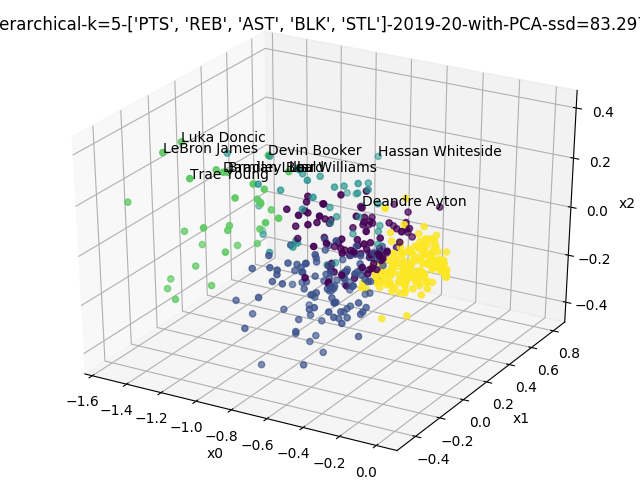 erarchical-k=5-['PTS', 'REB', 'AST', 'BLK', 'STL']-2019-20-with-PCA-ssd=83.297
Luka Doncic
LeBron James
Devin Booker
Hassan Whiteside
Trae Young
Williams
Deandre Ayton
0.4
0.2
0.0
−0.2
−0.4
x2
0.8
0.6
0.4
0.2
0.0
−0.2
−0.4
x1
−1.6
−1.4
−1.2
−1.0
−0.8
−0.6
−0.4
−0.2
0.0
x0